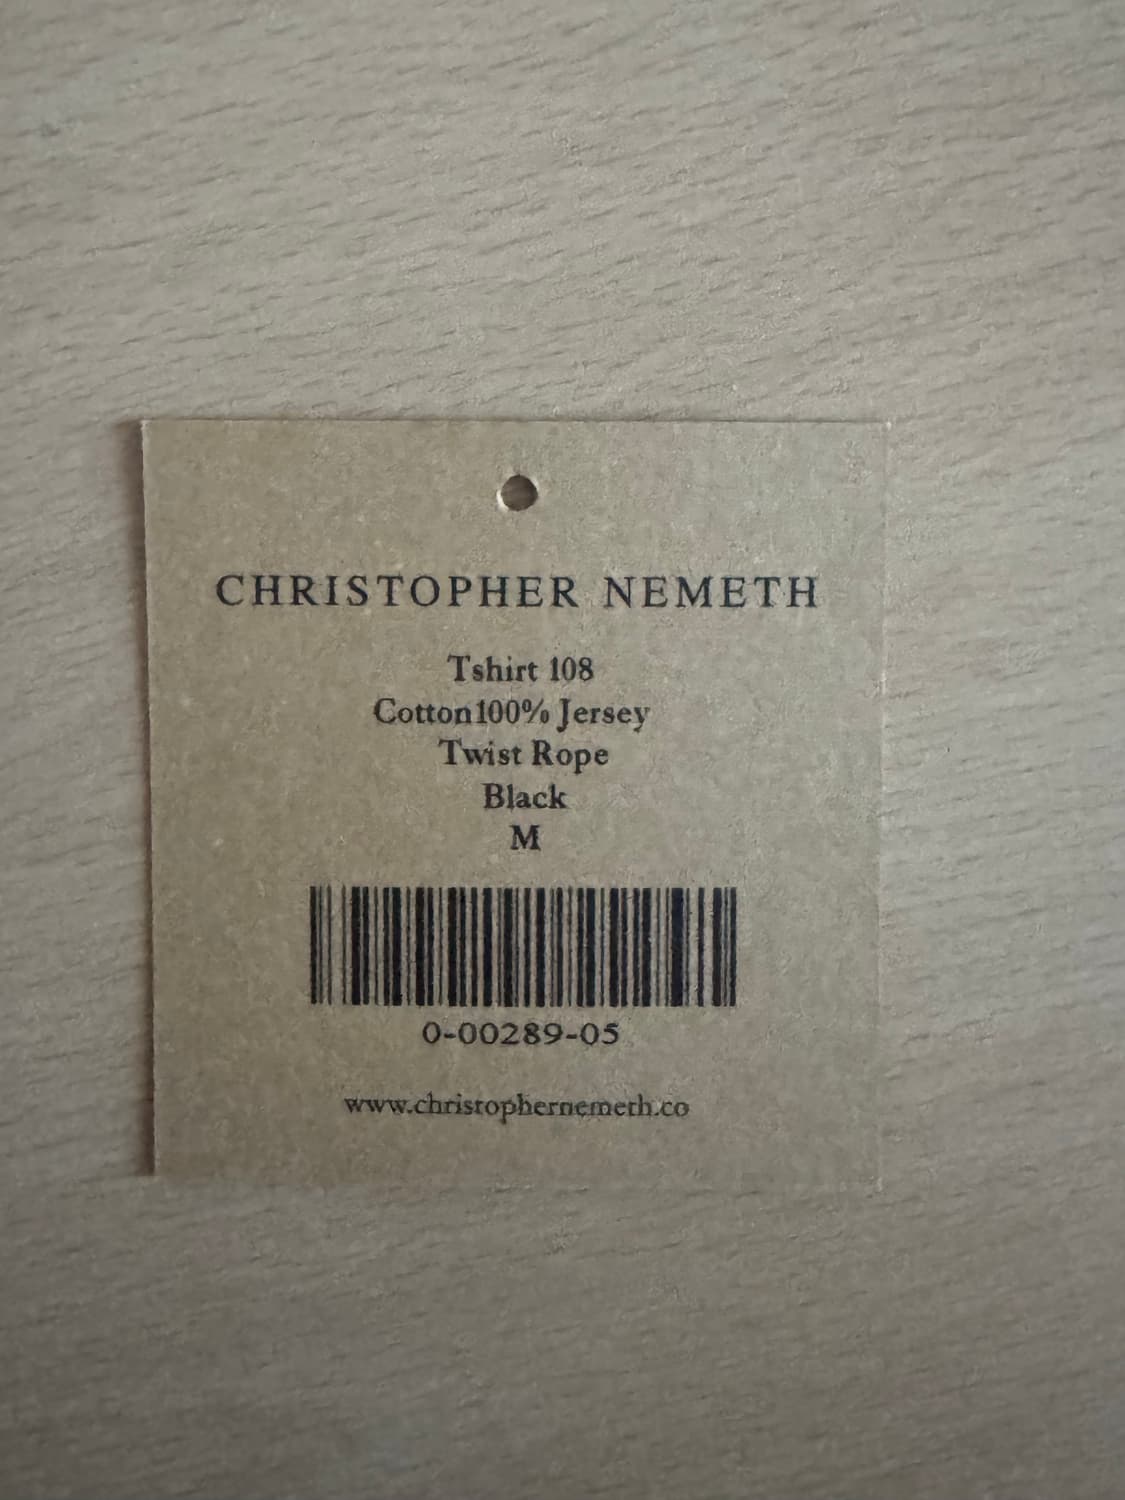 CHRISTOPHER NEMETH
Tshirt 108
Cotton100% Jersey
Twist Rope
Black
M
0-00289-05
www.christophernemeth.co